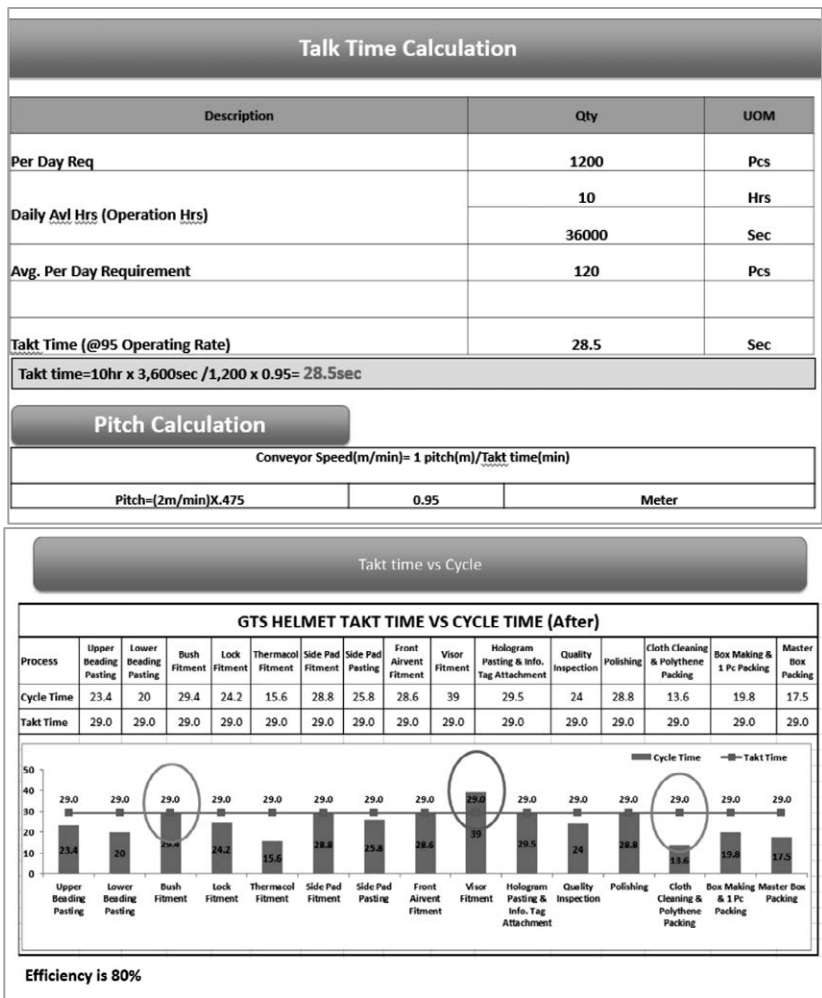 Talk Time Calculation
Description Qty UOM
Per Day Req 1200 Pcs
Daily Avl Hrs (Operation Hrs) 10 Hrs
36000 Sec
Avg. Per Day Requirement 120 Pcs
Takt Time (@95 Operating Rate) 28.5 Sec
Takt time=10hr x 3,600sec /1,200 x 0.95= 28.5sec
Pitch Calculation
Conveyor Speed(m/min)= 1 pitch(m)/Takt time(min)
Pitch=(2m/min)X.475 0.95 Meter
Takt time vs Cycle
GTS HELMET TAKT TIME VS CYCLE TIME (After)
Process Upper Beading Pasting Lower Beading Pasting Bush Fitment Lock Fitment Thermacol Fitment Side Pad Fitment Side Pad Pasting Front Airvent Fitment Visor Fitment Hologram Pasting & Info. Tag Attachment Quality Inspection Polishing Cloth Cleaning & Polythene Packing Box Making & 1 Pc Packing Master Box Packing
Cycle Time 23.4 20 29.4 24.2 15.6 28.8 25.8 28.6 39 29.5 24 28.8 13.6 19.8 17.5
Takt Time 29.0 29.0 29.0 29.0 29.0 29.0 29.0 29.0 29.0 29.0 29.0 29.0 29.0 29.0 29.0
Cycle Time Takt Time
50
40
30
20
10
0
29.0 29.0 29.0 29.0 29.0 29.0 29.0 29.0 29.0 29.0 29.0 29.0 29.0 29.0 29.0
23.4 20 29.4 24.2 15.6 28.8 25.8 28.6 39 29.5 24 28.8 13.6 19.8 17.5
Upper Beading Pasting Lower Beading Pasting Bush Fitment Lock Fitment Thermacol Fitment Side Pad Fitment Side Pad Pasting Front Airvent Fitment Visor Fitment Hologram Pasting & Info. Tag Attachment Quality Inspection Polishing Cloth Cleaning & Polythene Packing Box Making & 1 Pc Packing Master Box Packing
Efficiency is 80%